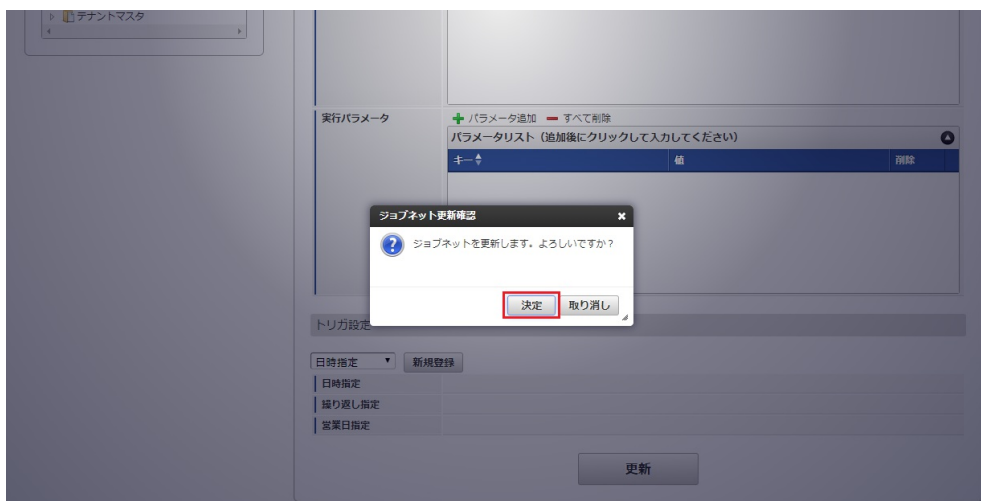 テナントマスタ
実行パラメータ
パラメータ追加 すべて削除
パラメータリスト（追加後にクリックして入力してください）
キー 値 削除
ジョブネット更新確認
ジョブネットを更新します。よろしいですか？
決定 取り消し
トリガ設定
日時指定 新規登録
日時指定
繰り返し指定
営業日指定
更新